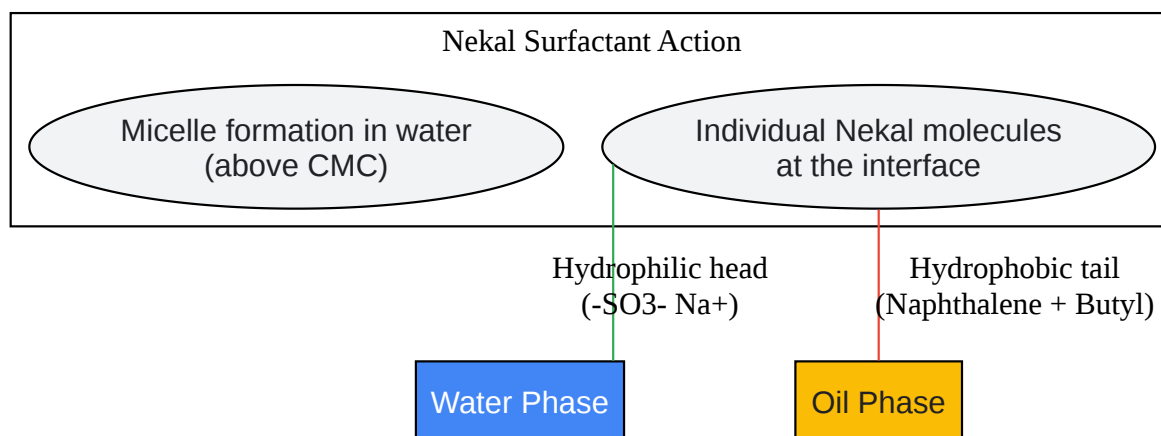 Nekal Surfactant Action
Micelle formation in water
(above CMC)
Individual Nekal molecules
at the interface
Hydrophilic head
(-SO3- Na+)
Hydrophobic tail
(Naphthalene + Butyl)
Water Phase
Oil Phase